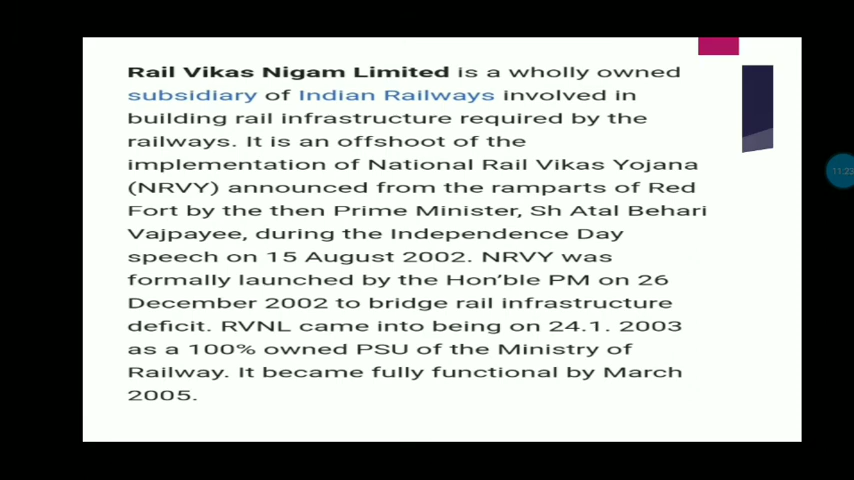 Rail Vikas Nigam Limited is a wholly owned
subsidiary of Indian Railways involved in
building rail infrastructure required by the
railways. It is an offshoot of the
implementation of National Rail Vikas Yojana
(NRVY) announced from the ramparts of Red
Fort by the then Prime Minister, Sh Atal Behari
Vajpayee, during the Independence Day
speech on 15 August 2002. NRVY was
formally launched by the Hon’ble PM on 26
December 2002 to bridge rail infrastructure
deficit. RVNL came into being on 24.1. 2003
as a 100% owned PSU of the Ministry of
Railway. It became fully functional by March
2005.
11:23